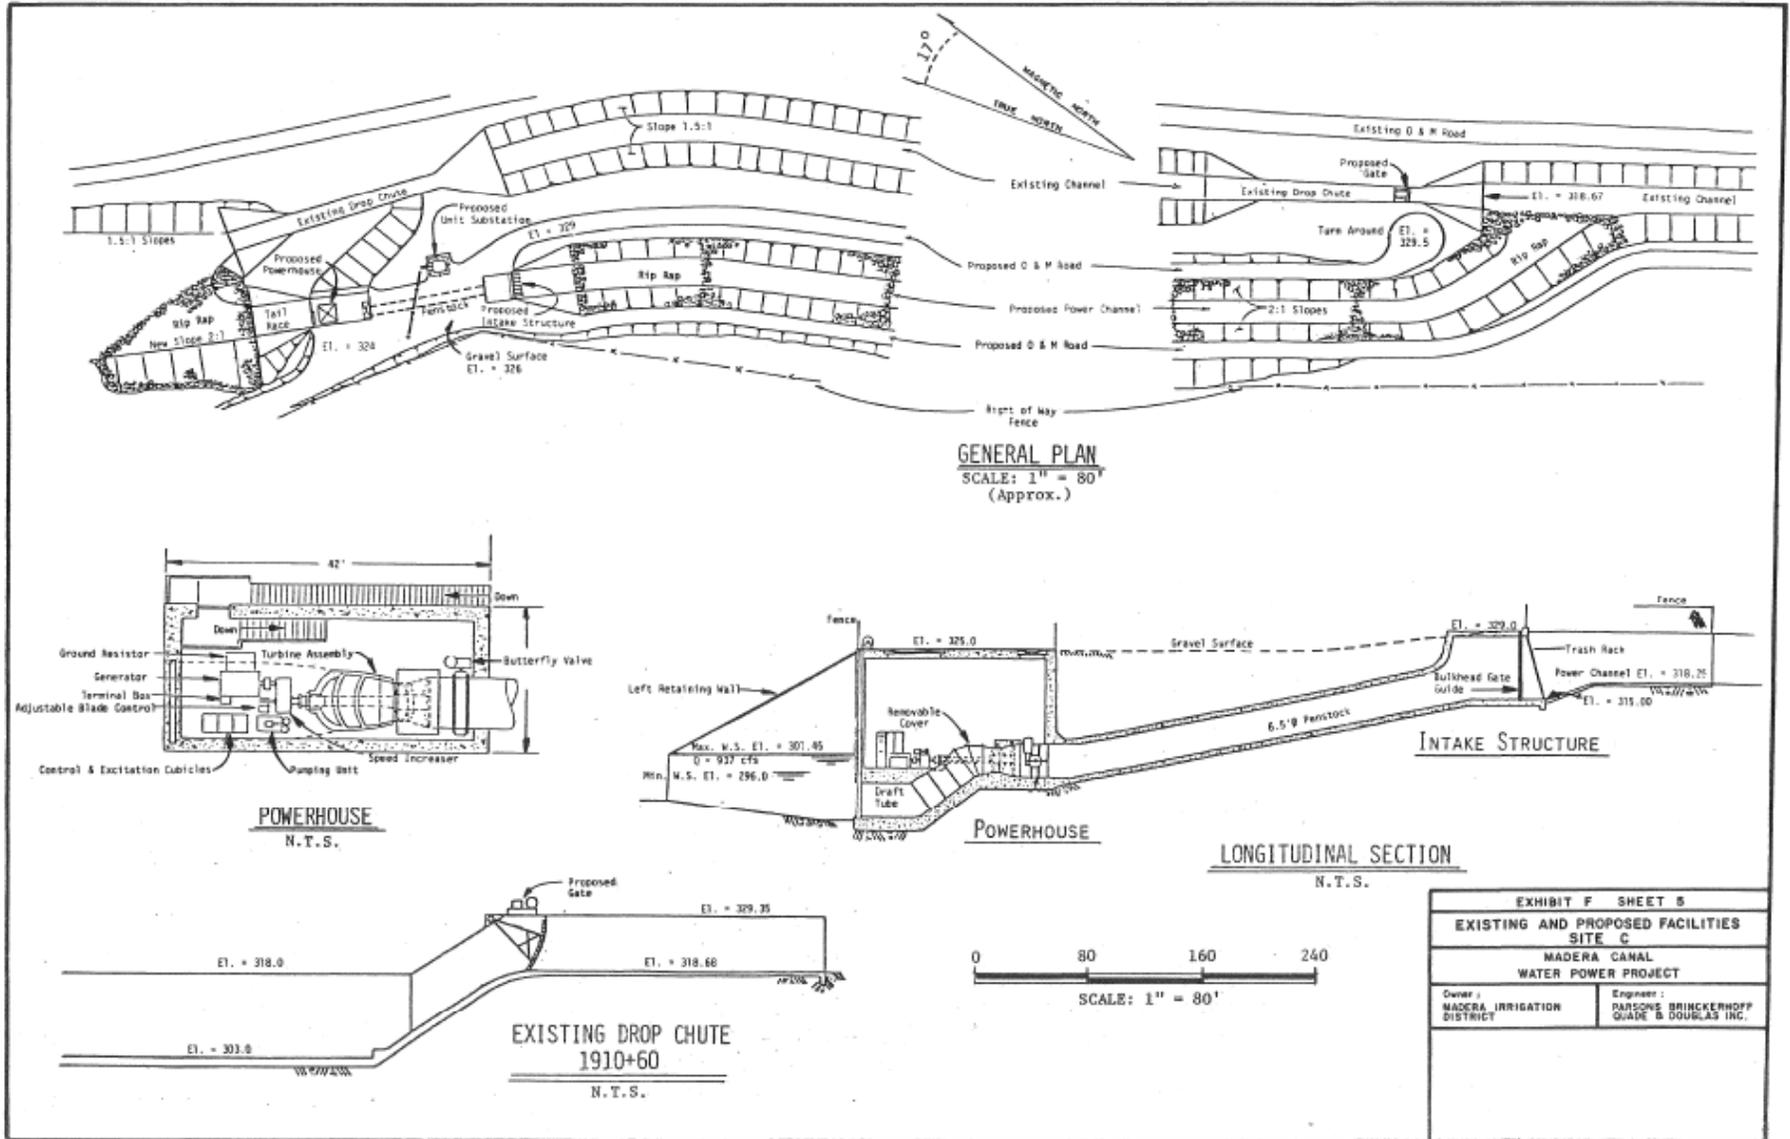 17°
MAGNETIC NORTH
TRUE NORTH
Slope 1.5:1
Existing O & M Road
Proposed
Gate
Existing Channel
Existing Drop Chute
El. = 318.67
Existing Channel
Existing Drop Chute
Proposed
Unit Substation
El = 329
1.5:1 Slopes
Turn Around
El. =
329.5
Rip Rap
Proposed
Powerhouse
Proposed O & M Road
Rip Rap
Penstock
Proposed
Intake Structure
Proposed Power Channel
2:1 Slopes
Tail
Race
Rip Rap
New Slope 2:1
El. = 324
Gravel Surface
El. = 326
Proposed O & M Road
Right of Way
Fence
GENERAL PLAN
SCALE: 1" = 80'
(Approx.)
42'
Down
Down
Ground Resistor
Turbine Assembly
Butterfly Valve
Generator
Terminal Box
Adjustable Blade Control
Speed Increaser
Control & Excitation Cubicles
Pumping Unit
POWERHOUSE
N.T.S.
Fence
El. = 325.0
Gravel Surface
El. = 329.0
Fence
Trash Rack
Left Retaining Wall
Bulkhead Gate
Guide
Power Channel El. = 318.25
El. = 315.00
Removable
Cover
6.5'Ø Penstock
Max. W.S. El. = 301.46
Q = 937 cfs
Min. W.S. El. = 296.0
Draft
Tube
INTAKE STRUCTURE
POWERHOUSE
LONGITUDINAL SECTION
N.T.S.
Proposed
Gate
El. = 329.35
El. = 318.0
El. = 318.68
El. = 303.0
EXISTING DROP CHUTE
1910+60
N.T.S.
0 80 160 240
SCALE: 1" = 80'
EXHIBIT F SHEET 5
EXISTING AND PROPOSED FACILITIES
SITE C
MADERA CANAL
WATER POWER PROJECT
Owner :
MADERA IRRIGATION
DISTRICT
Engineer :
PARSONS BRINCKERHOFF
QUADE & DOUGLAS INC.